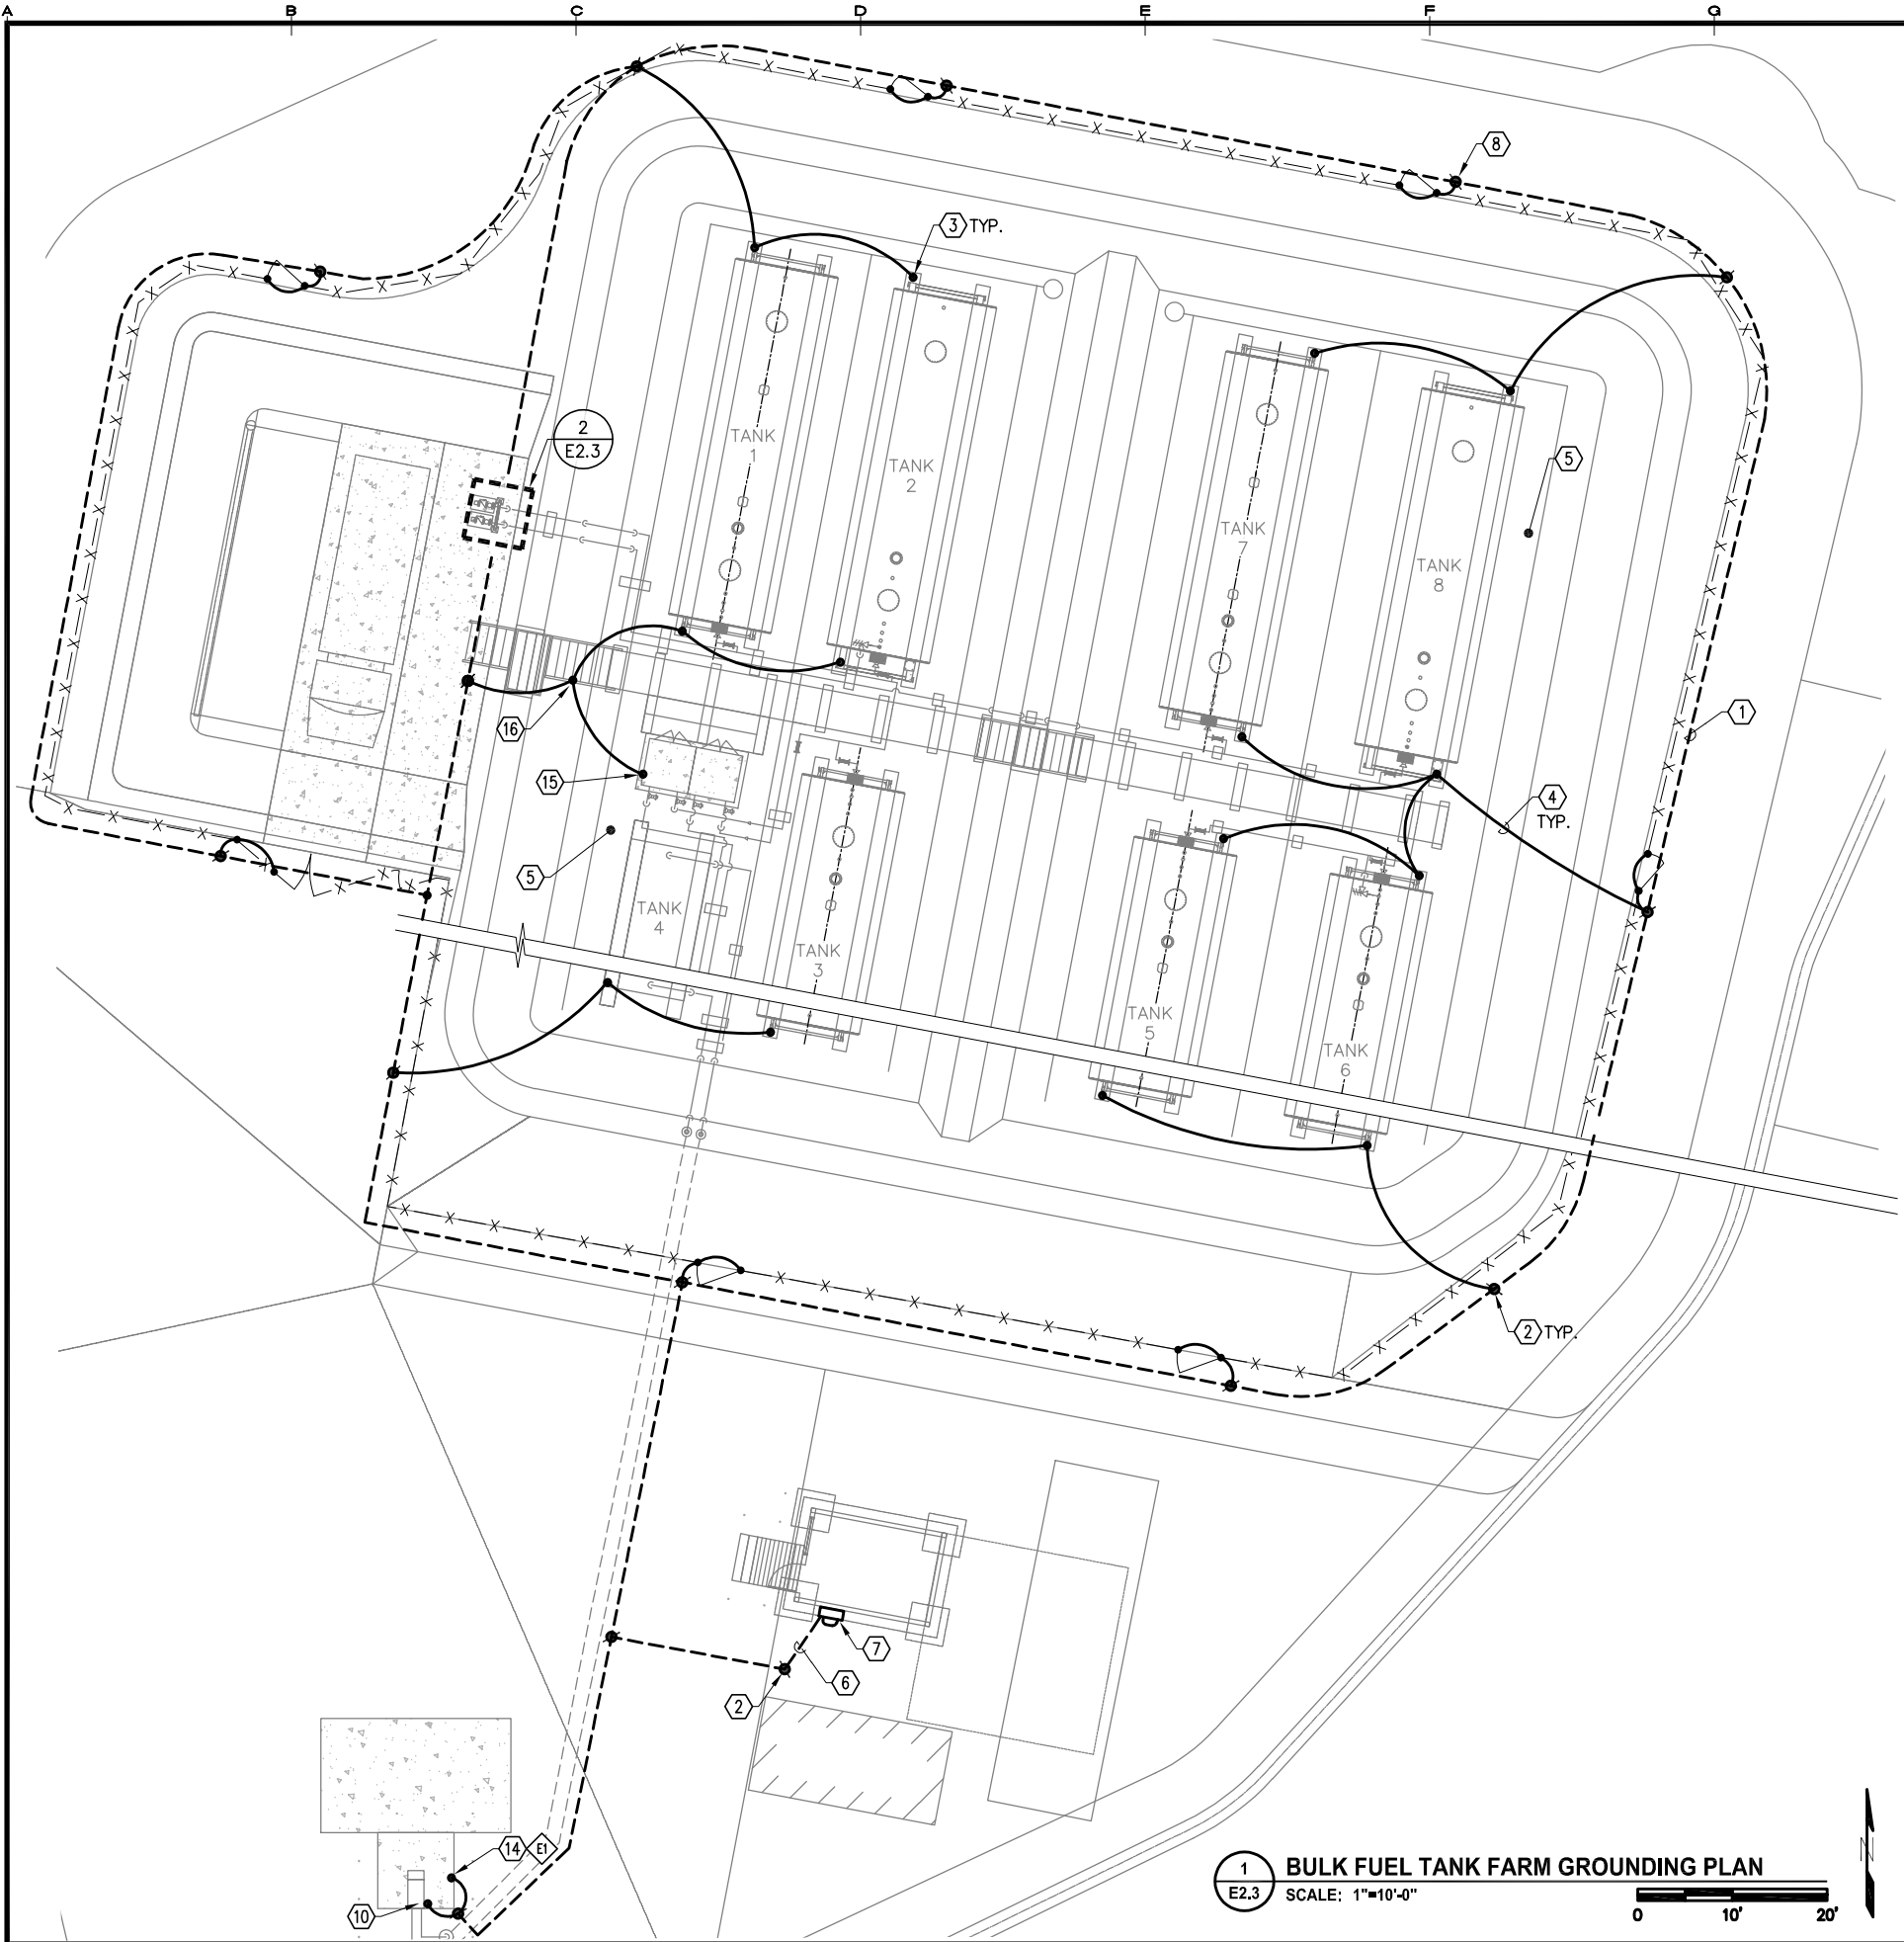 A B C D E F G
8
3 TYP.
2
E2.3
TANK
1
TANK
2
5
TANK
7
TANK
8
1
16
15
4
TYP.
5
TANK
4
TANK
3
TANK
5
TANK
6
2 TYP.
7
6
2
14 E1
10
1
E2.3
BULK FUEL TANK FARM GROUNDING PLAN
SCALE: 1"=10'-0"
0 10' 20'
N